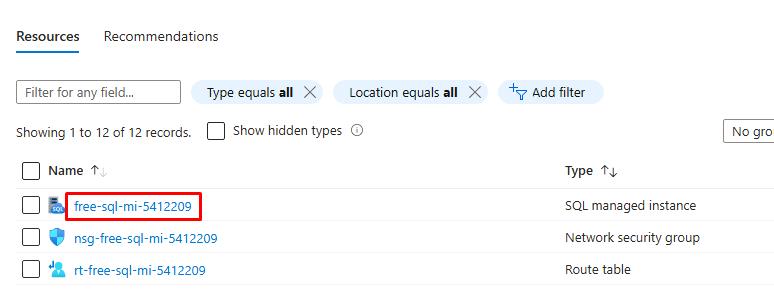 Resources Recommendations
Filter for any field... Type equals all Location equals all Add filter
Showing 1 to 12 of 12 records. Show hidden types No gro
Name Type
SQL free-sql-mi-5412209 SQL managed instance
nsg-free-sql-mi-5412209 Network security group
rt-free-sql-mi-5412209 Route table